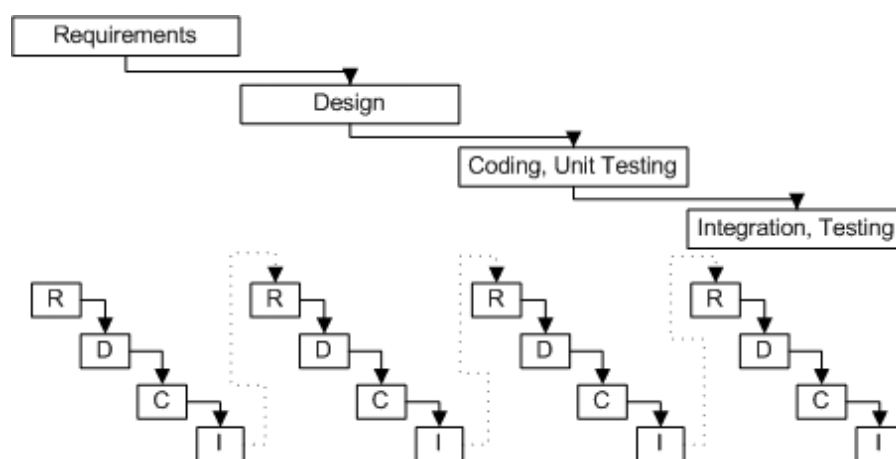 Requirements
Design
Coding, Unit Testing
Integration, Testing
R R R R
D D D D
C C C C
I I I I